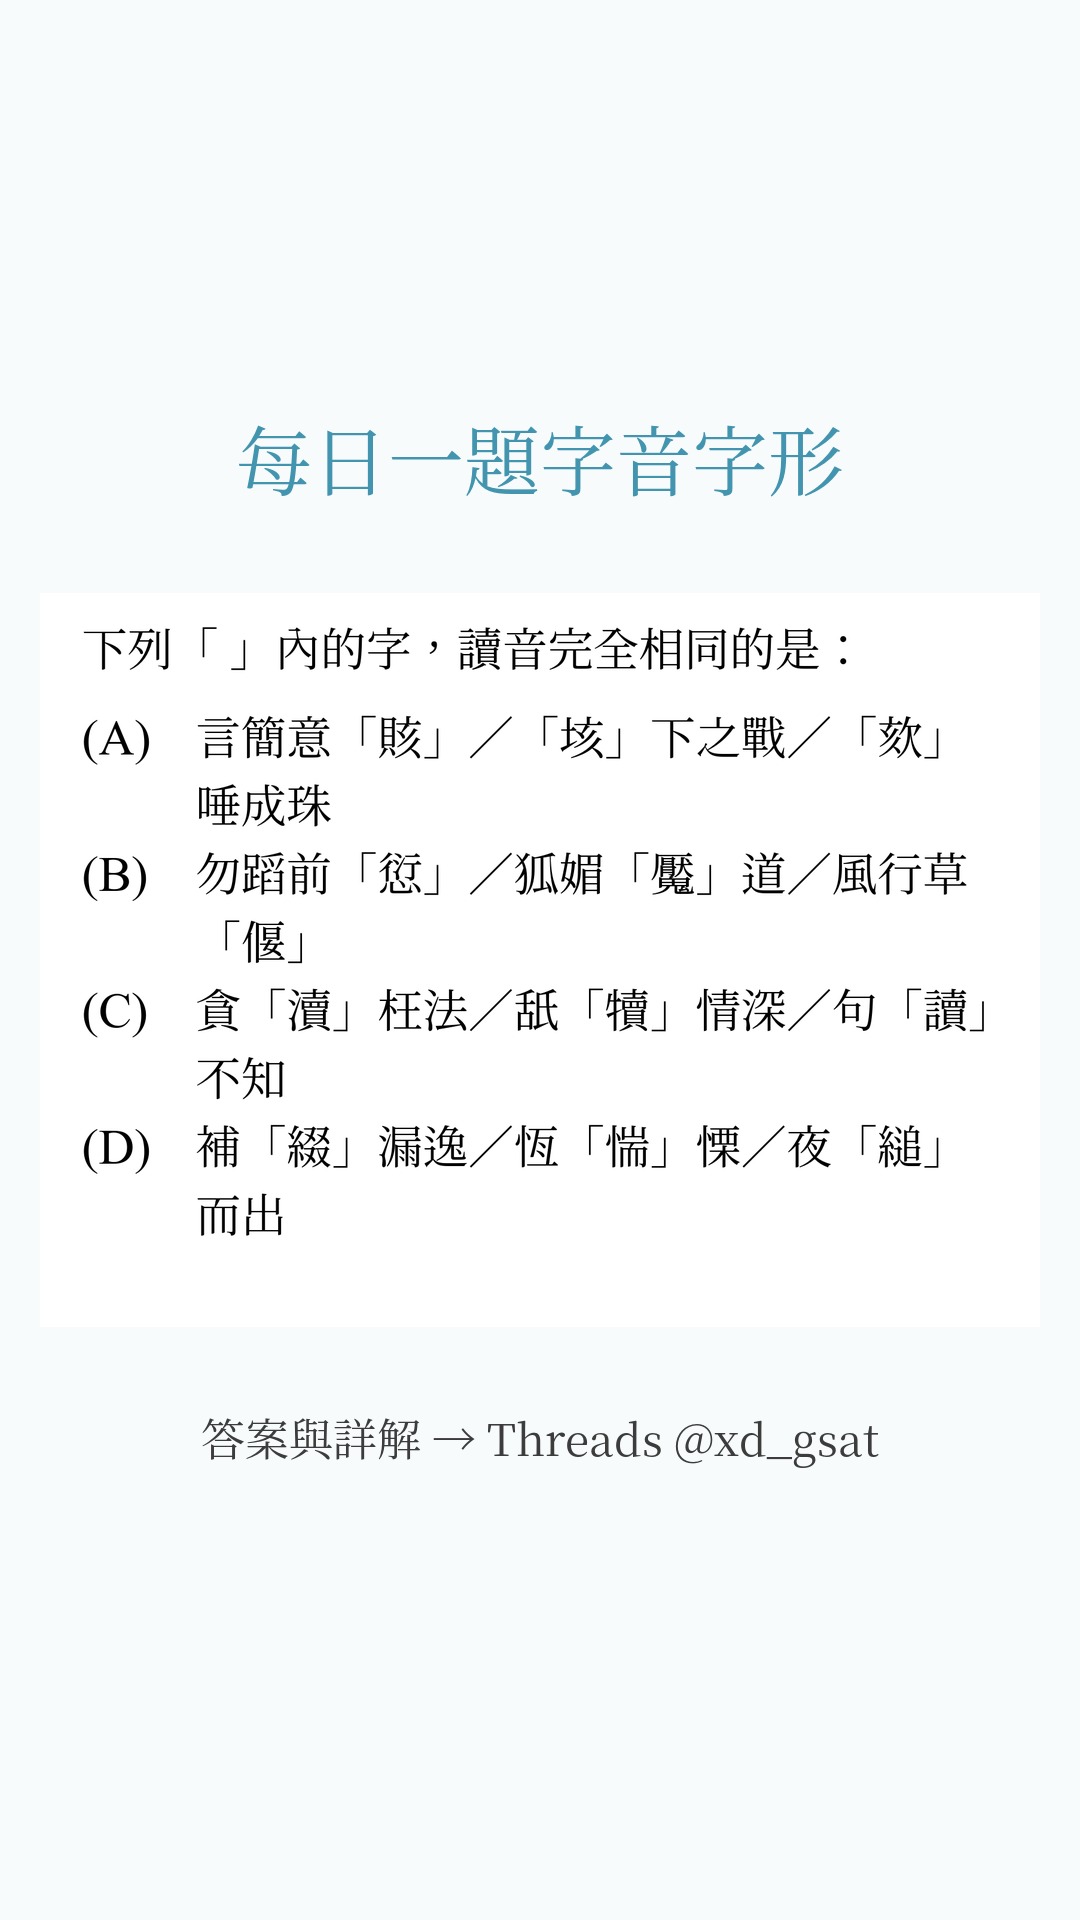 每日一題字音字形
下列「 」內的字，讀音完全相同的是：
(A) 言簡意「賅」／「垓」下之戰／「欬」
唾成珠
(B) 勿蹈前「愆」／狐媚「魘」道／風行草
「偃」
(C) 貪「瀆」枉法／舐「犢」情深／句「讀」
不知
(D) 補「綴」漏逸／恆「惴」慄／夜「縋」
而出
答案與詳解 → Threads @xd_gsat